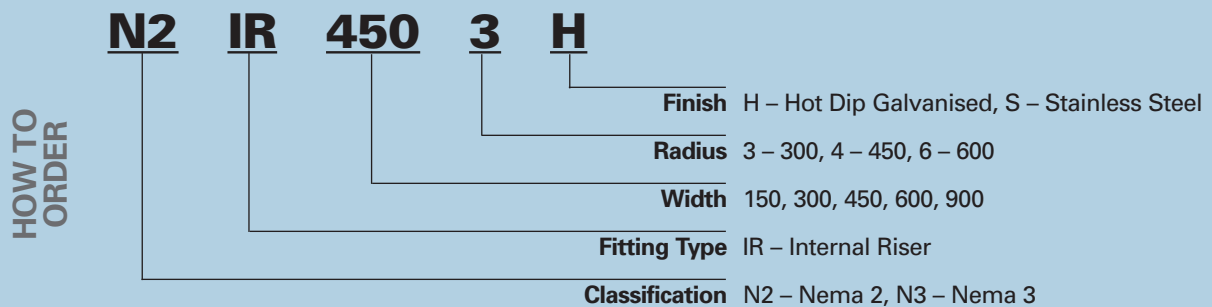 N2 IR 450 3 H
HOW TO
ORDER
Finish H – Hot Dip Galvanised, S – Stainless Steel
Radius 3 – 300, 4 – 450, 6 – 600
Width 150, 300, 450, 600, 900
Fitting Type IR – Internal Riser
Classification N2 – Nema 2, N3 – Nema 3